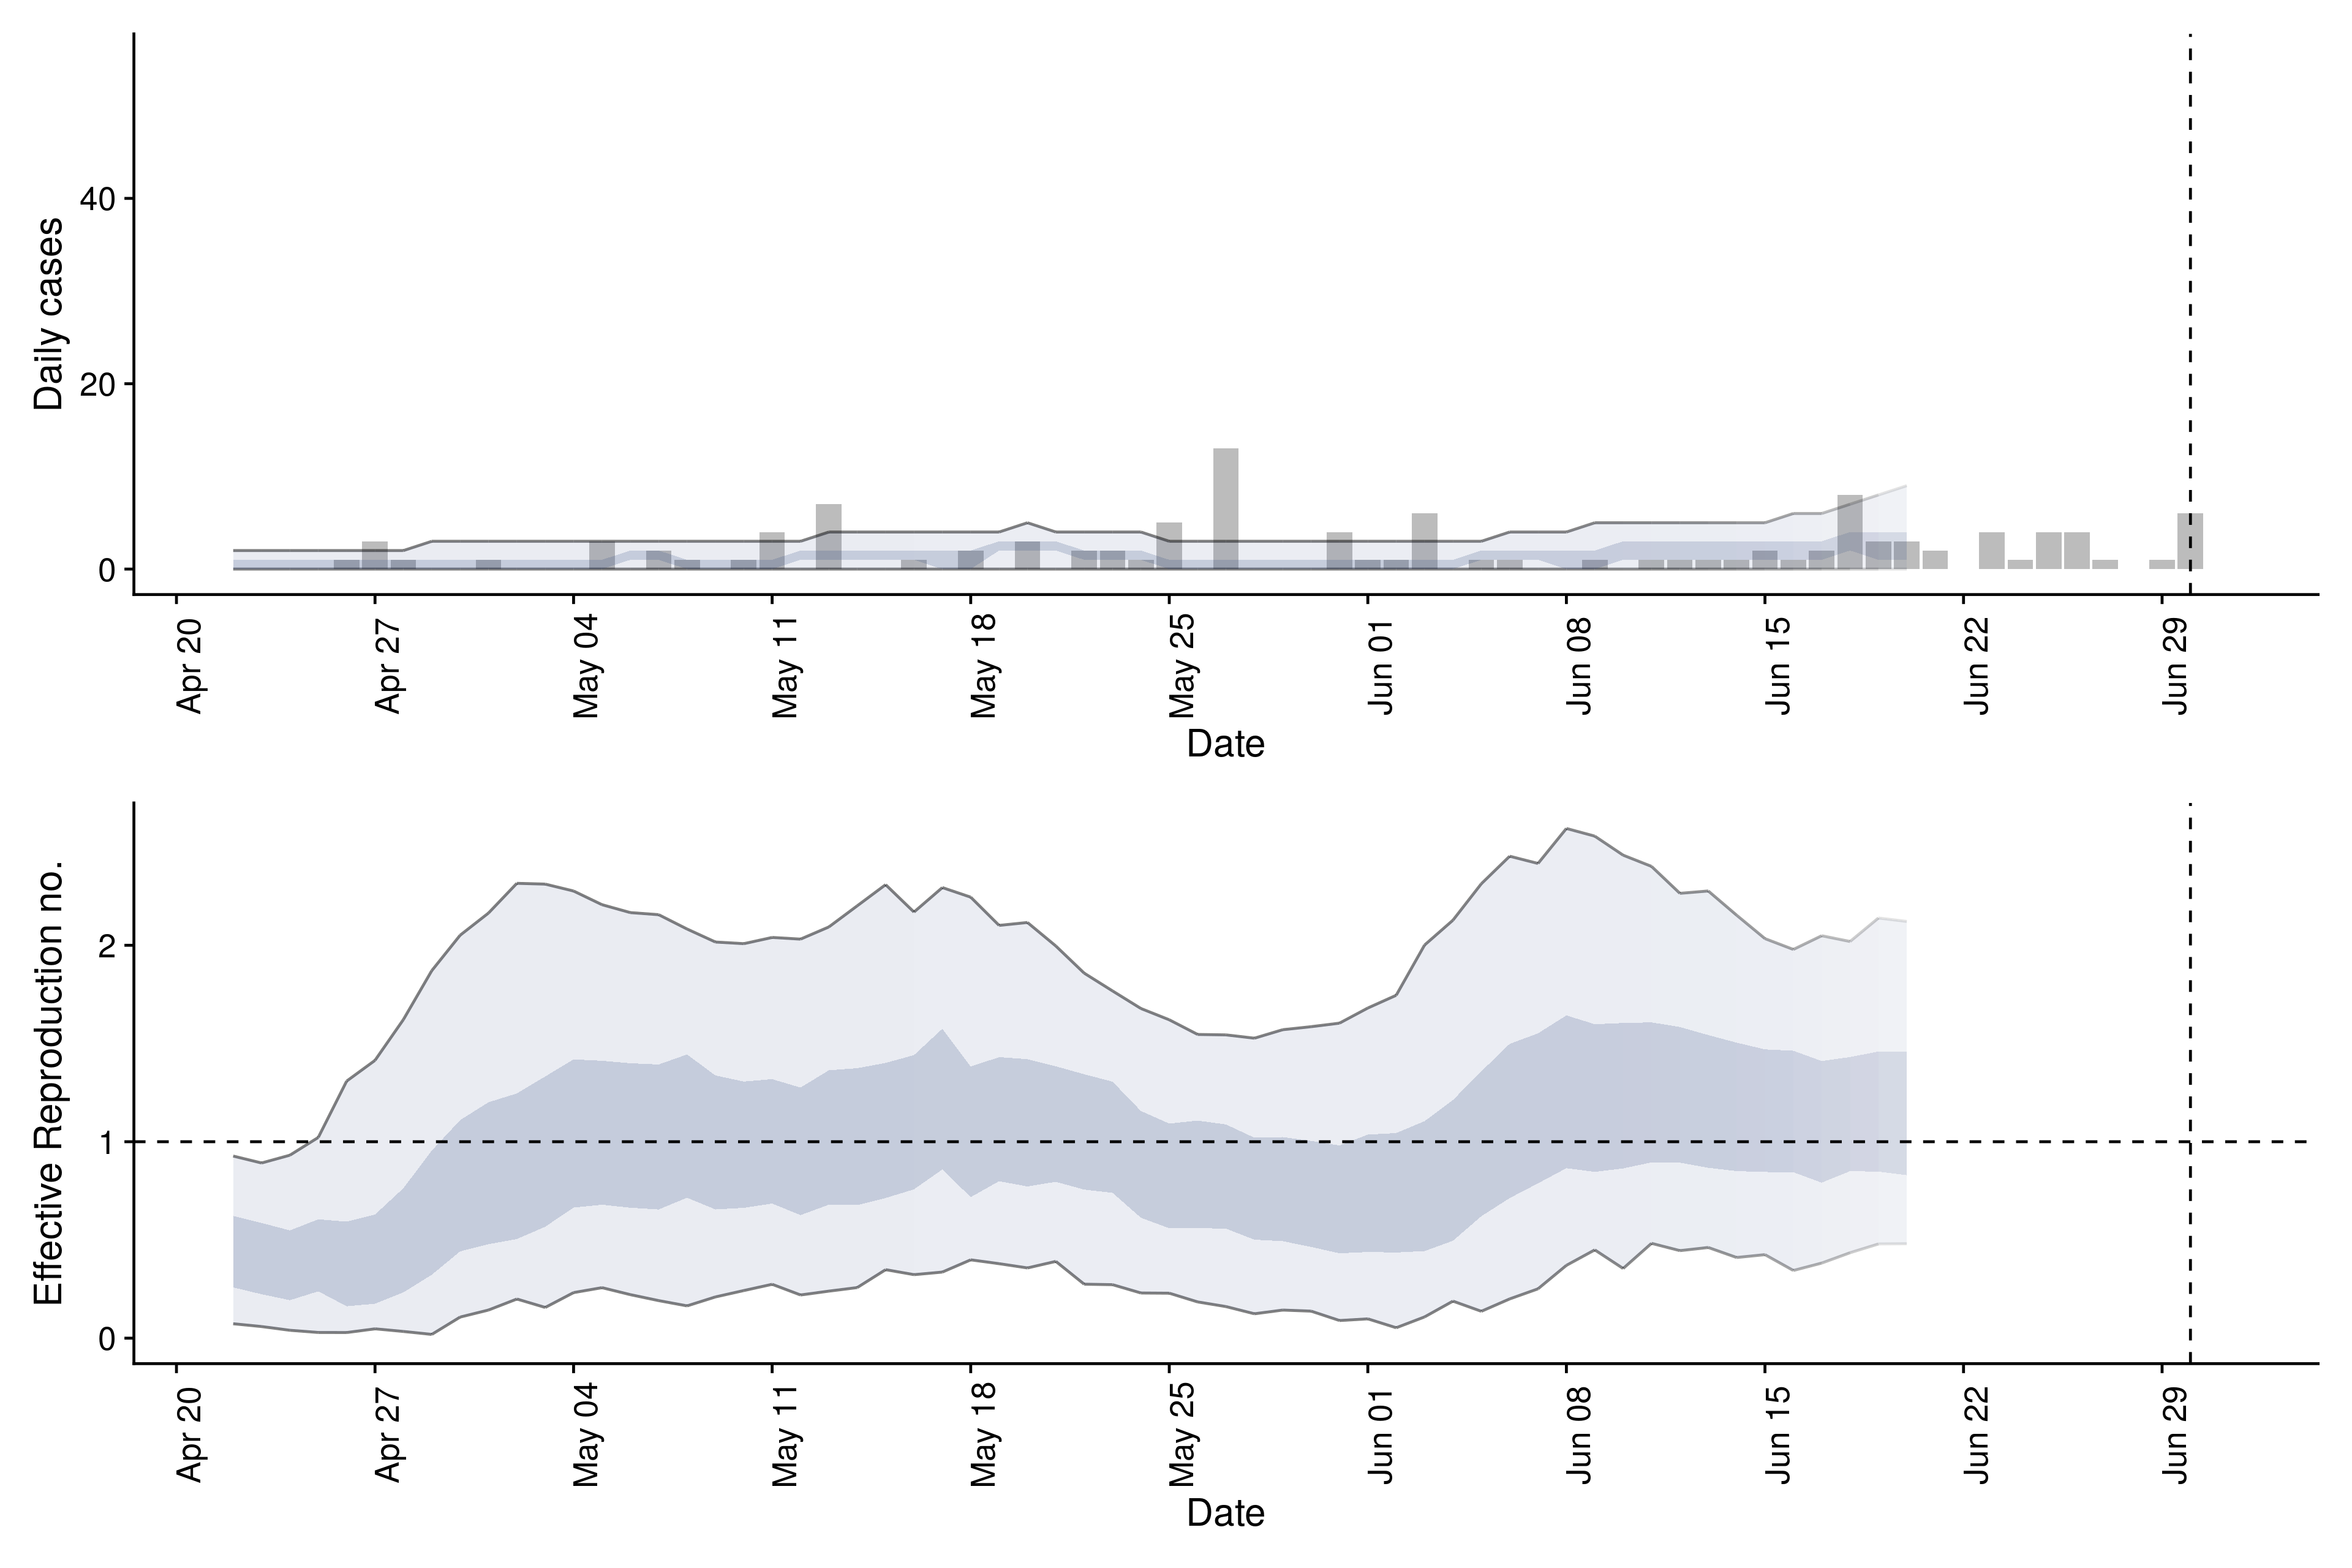 Daily cases
40
20
0
Apr 20
Apr 27
May 04
May 11
May 18
May 25
Jun 01
Jun 08
Jun 15
Jun 22
Jun 29
Date
Effective Reproduction no.
2
1
0
Apr 20
Apr 27
May 04
May 11
May 18
May 25
Jun 01
Jun 08
Jun 15
Jun 22
Jun 29
Date